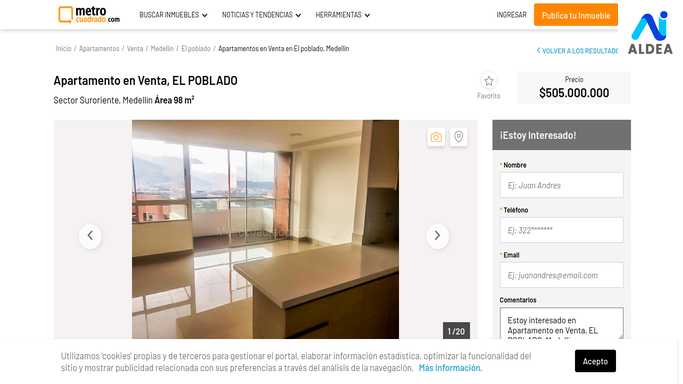 metro
cuadrado.com
BUSCAR INMUEBLES
NOTICIAS Y TENDENCIAS
HERRAMIENTAS
INGRESAR
Publica tu Inmueble
ALDEA
Inicio / Apartamentos / Venta / Medellín / El poblado / Apartamentos en Venta en El poblado, Medellín
VOLVER A LOS RESULTADO
Apartamento en Venta, EL POBLADO
Sector Suroriente, Medellín Área 98 m²
Favorito
Precio
$505.000.000
¡Estoy Interesado!
* Nombre
Ej: Juan Andres
* Teléfono
Ej: 322*******
* Email
Ej: juanandres@email.com
Comentarios
Estoy interesado en
Apartamento en Venta, EL
1 / 20
Utilizamos 'cookies' propias y de terceros para gestionar el portal, elaborar información estadística, optimizar la funcionalidad del
sitio y mostrar publicidad relacionada con sus preferencias a través del análisis de la navegación. Más información.
Acepto